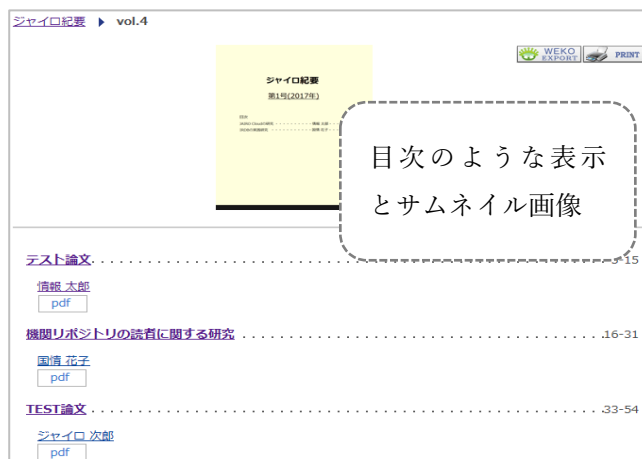 ジャイロ紀要 ▶ vol.4
WEKO
EXPORT
PRINT
ジャイロ紀要
第1号(2017年)
目次のような表示
とサムネイル画像
テスト論文
-15
情報 太郎
pdf
機関リポジトリの読者に関する研究
16-31
国情 花子
pdf
TEST論文
33-54
ジャイロ 次郎
pdf